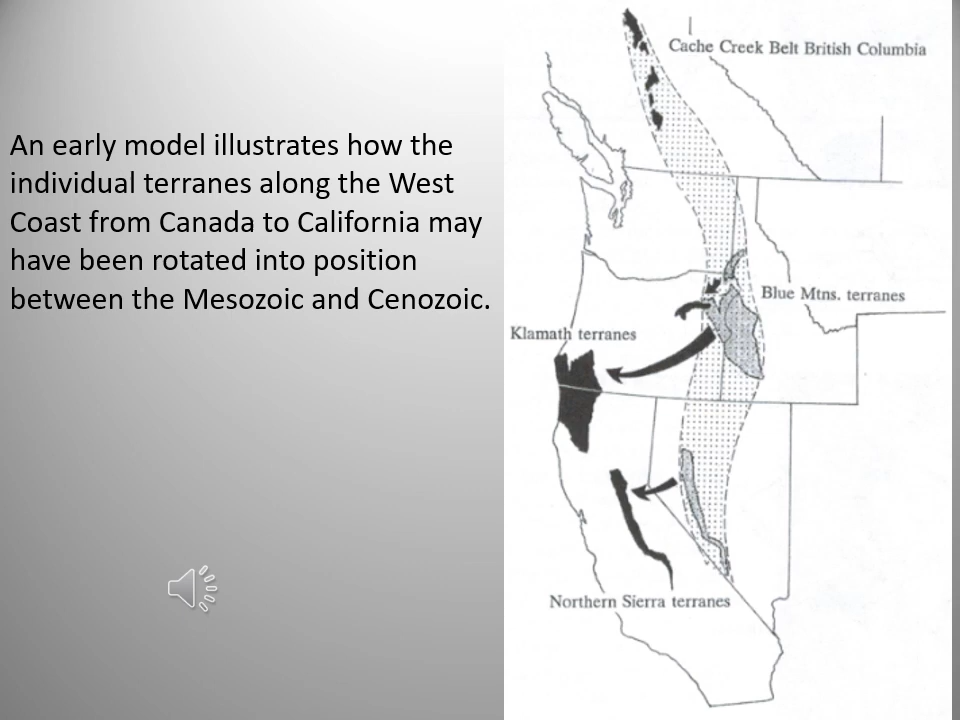 An early model illustrates how the
individual terranes along the West
Coast from Canada to California may
have been rotated into position
between the Mesozoic and Cenozoic.
Cache Creek Belt British Columbia
Blue Mtns. terranes
Klamath terranes
Northern Sierra terranes